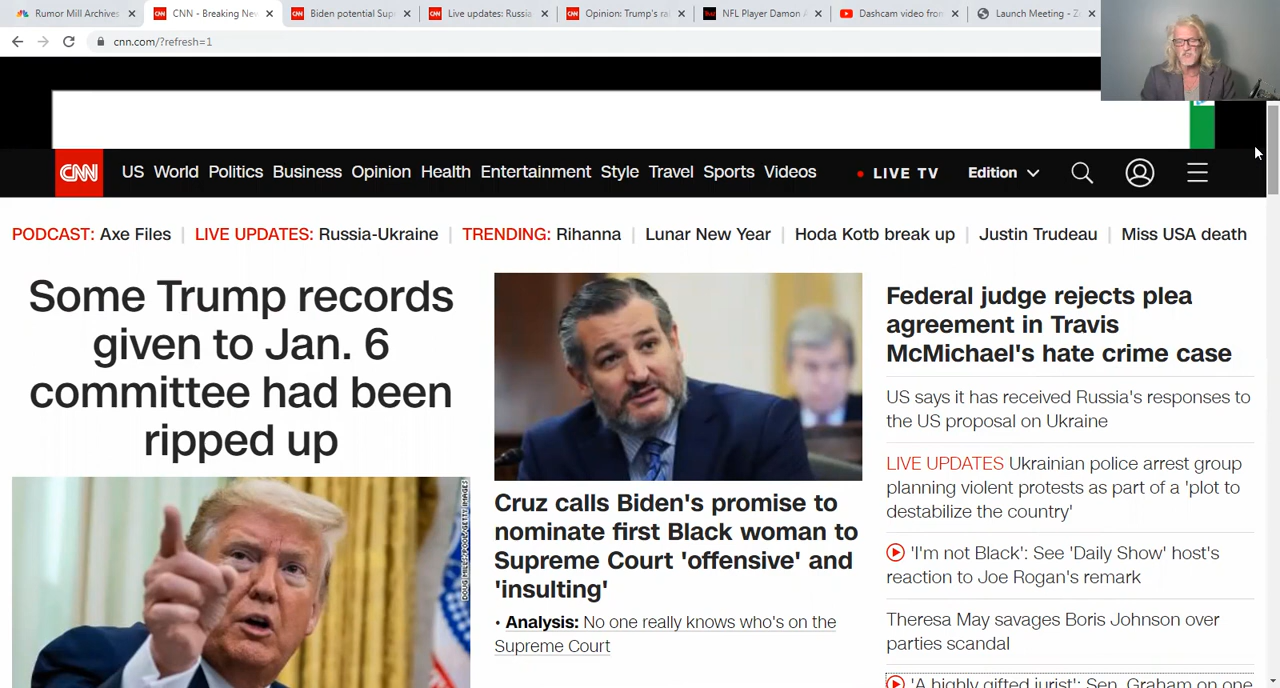 Rumor Mill Archives
CNN - Breaking New
Biden potential Sup
Live updates: Russia
Opinion: Trump's ra
NFL Player Damon A
Dashcam video from
Launch Meeting - Z
cnn.com/?refresh=1
CNN US World Politics Business Opinion Health Entertainment Style Travel Sports Videos LIVE TV Edition
PODCAST: Axe Files | LIVE UPDATES: Russia-Ukraine | TRENDING: Rihanna | Lunar New Year | Hoda Kotb break up | Justin Trudeau | Miss USA death
Some Trump records
given to Jan. 6
committee had been
ripped up
DOUG MILLS/POOL/GETTY IMAGES
Cruz calls Biden's promise to
nominate first Black woman to
Supreme Court 'offensive' and
'insulting'
• Analysis: No one really knows who's on the
Supreme Court
Federal judge rejects plea
agreement in Travis
McMichael's hate crime case
US says it has received Russia's responses to
the US proposal on Ukraine
LIVE UPDATES Ukrainian police arrest group
planning violent protests as part of a 'plot to
destabilize the country'
'I'm not Black': See 'Daily Show' host's
reaction to Joe Rogan's remark
Theresa May savages Boris Johnson over
parties scandal
'A highly gifted jurist': Sen. Graham on one